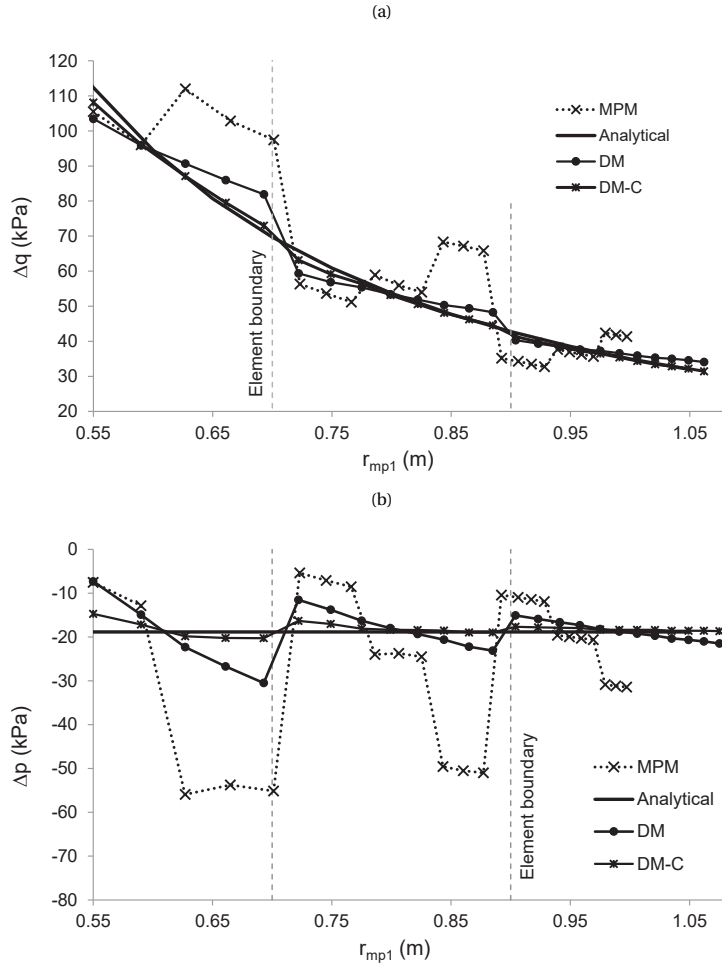 (a)
120
110
100
90
80
70
60
50
40
30
20
Δq (kPa)
MPM
Analytical
DM
DM-C
Element boundary
0.55
0.65
0.75
0.85
0.95
1.05
r_mp1 (m)
(b)
0
-10
-20
-30
-40
-50
-60
-70
-80
Δp (kPa)
Element boundary
MPM
Analytical
DM
DM-C
0.55
0.65
0.75
0.85
0.95
1.05
r_mp1 (m)